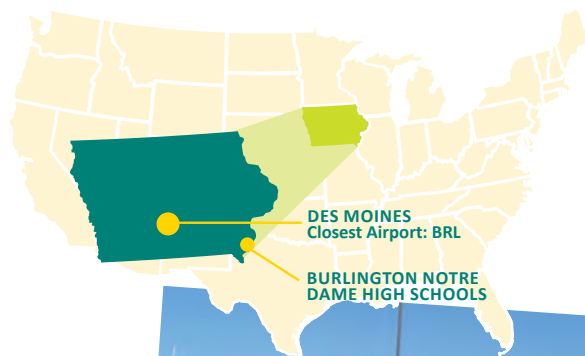 DES MOINES
Closest Airport: BRL
BURLINGTON NOTRE
DAME HIGH SCHOOLS